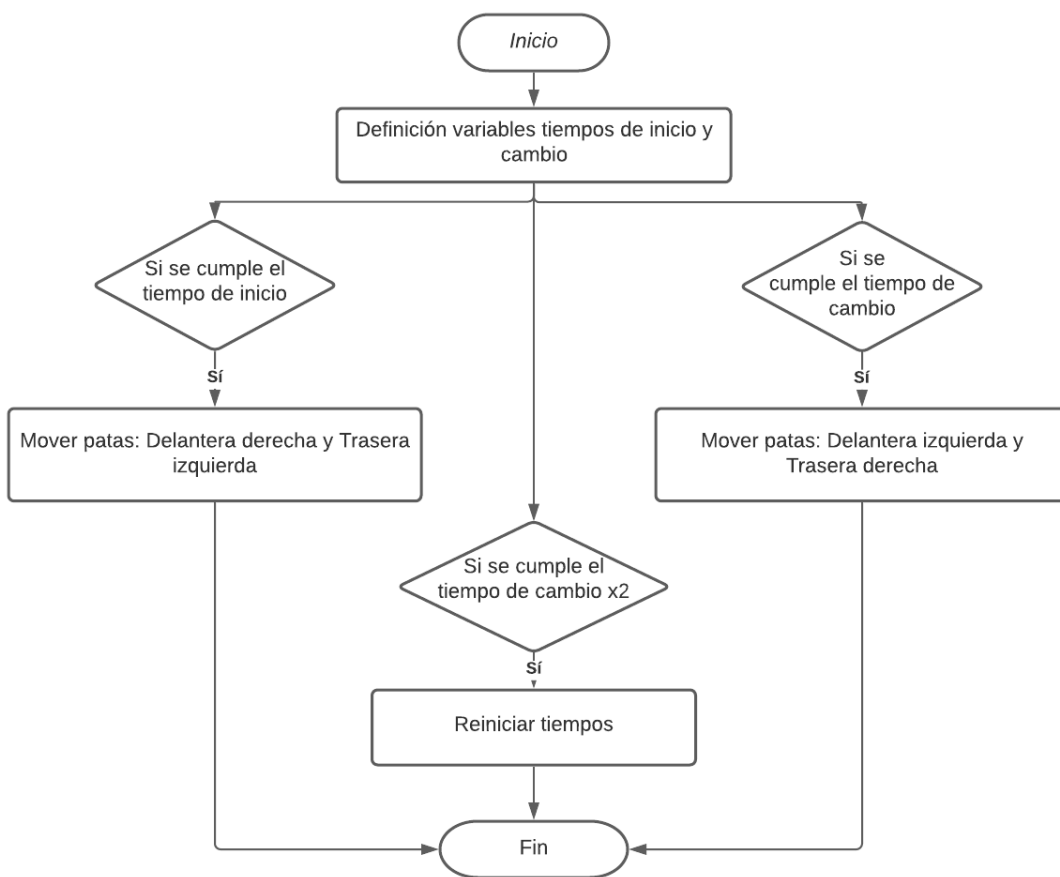 Inicio
Definición variables tiempos de inicio y
cambio
Si se cumple el
tiempo de inicio
Si se
cumple el tiempo de
cambio
Sí
Sí
Mover patas: Delantera derecha y Trasera
izquierda
Mover patas: Delantera izquierda y
Trasera derecha
Si se cumple el
tiempo de cambio x2
Sí
Reiniciar tiempos
Fin